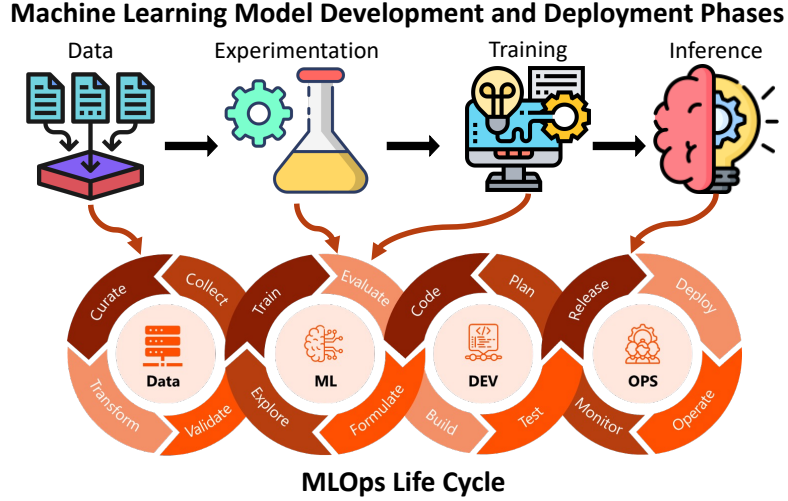 Machine Learning Model Development and Deployment Phases
Data
Experimentation
Training
Inference
Curate
Collect
Transform
Validate
Data
Train
Evaluate
Explore
Formulate
ML
Code
Plan
Build
Test
DEV
Release
Deploy
Monitor
Operate
OPS
MLOps Life Cycle